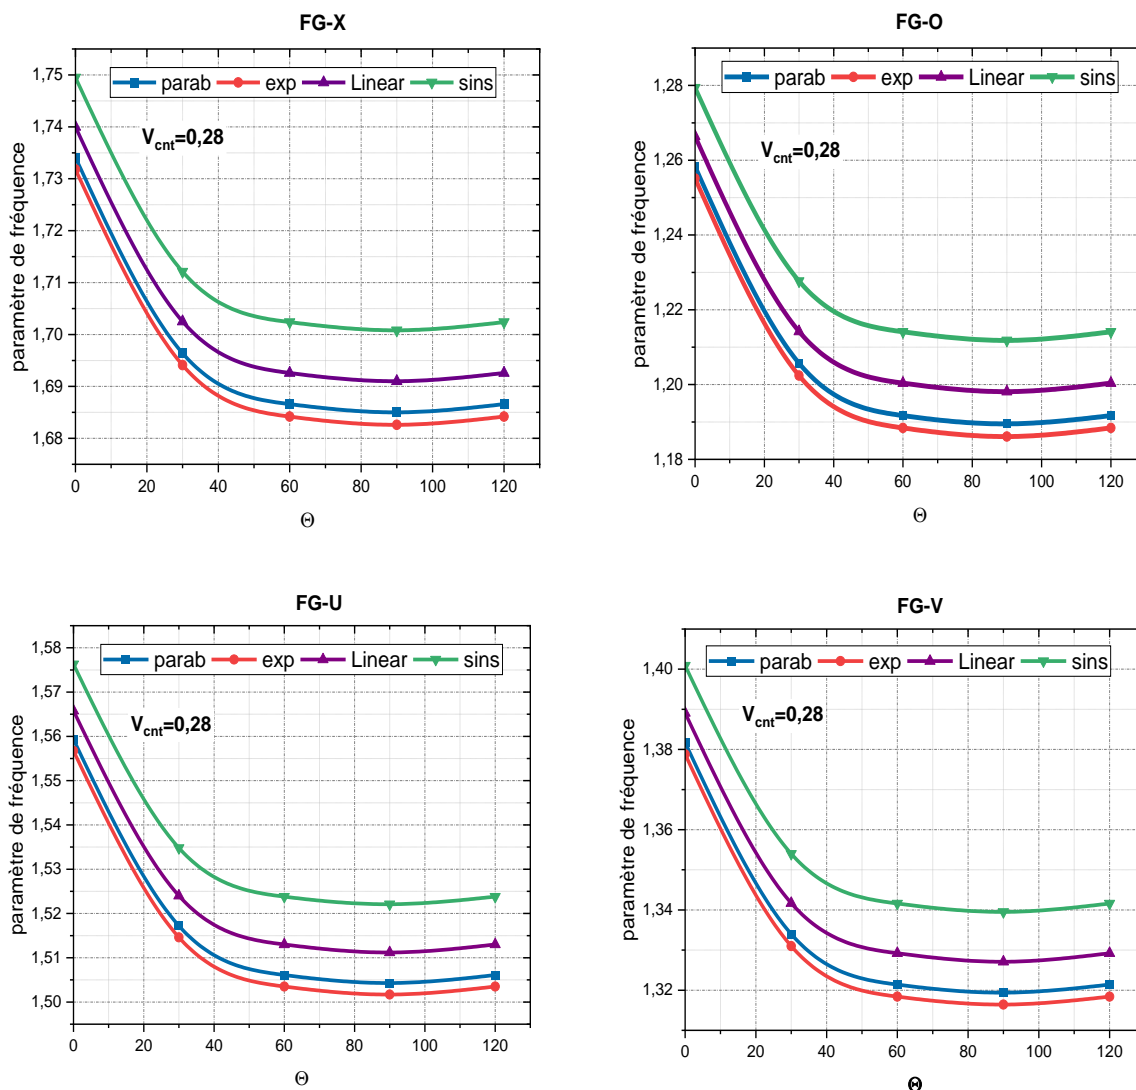 FG-X
parab exp Linear sins
V_cnt=0,28
paramètre de fréquence
1,75
1,74
1,73
1,72
1,71
1,70
1,69
1,68
0 20 40 60 80 100 120
Θ
FG-O
parab exp Linear sins
V_cnt=0,28
paramètre de fréquence
1,28
1,26
1,24
1,22
1,20
1,18
0 20 40 60 80 100 120
Θ
FG-U
parab exp Linear sins
V_cnt=0,28
paramètre de fréquence
1,58
1,57
1,56
1,55
1,54
1,53
1,52
1,51
1,50
0 20 40 60 80 100 120
Θ
FG-V
parab exp Linear sins
V_cnt=0,28
paramètre de fréquence
1,40
1,38
1,36
1,34
1,32
0 20 40 60 80 100 120
Θ